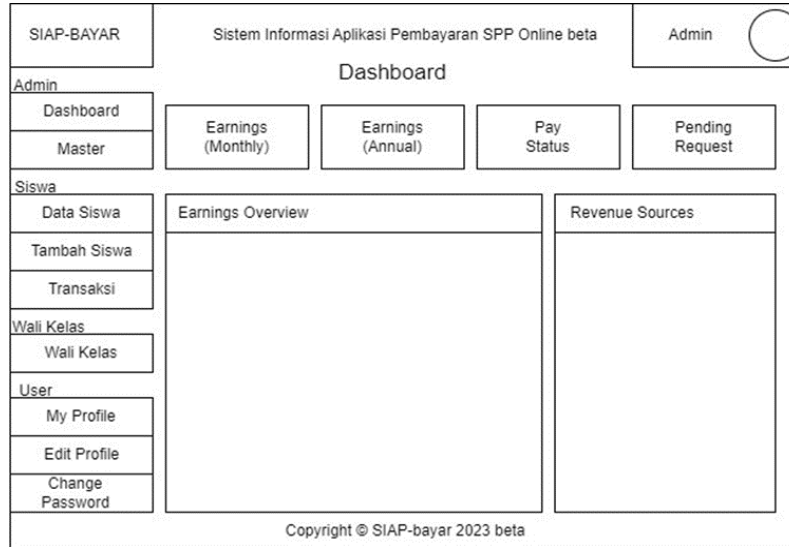 SIAP-BAYAR
Sistem Informasi Aplikasi Pembayaran SPP Online beta
Admin
Dashboard
Admin
Dashboard
Master
Siswa
Data Siswa
Tambah Siswa
Transaksi
Wali Kelas
Wali Kelas
User
My Profile
Edit Profile
Change
Password
Earnings
(Monthly)
Earnings
(Annual)
Pay
Status
Pending
Request
Earnings Overview
Revenue Sources
Copyright © SIAP-bayar 2023 beta